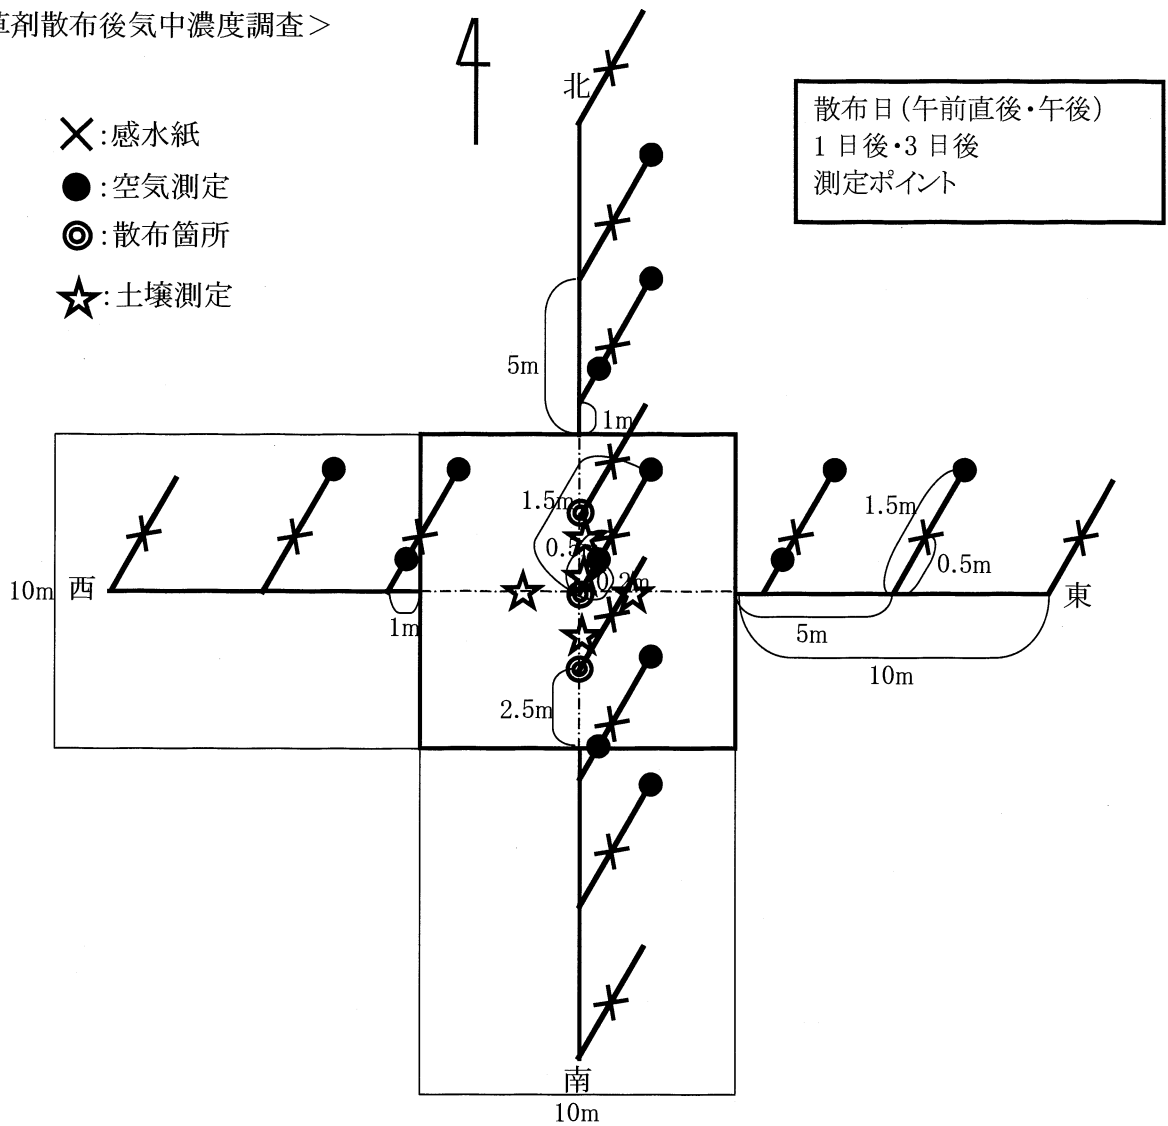 草剤散布後気中濃度調査>
北
散布日(午前直後・午後)
1日後・3日後
測定ポイント
:感水紙
:空気測定
:散布箇所
:土壌測定
5m
1m
1.5m
0.5
0.2m
1.5m
0.5m
10m
西
東
1m
5m
10m
2.5m
南
10m